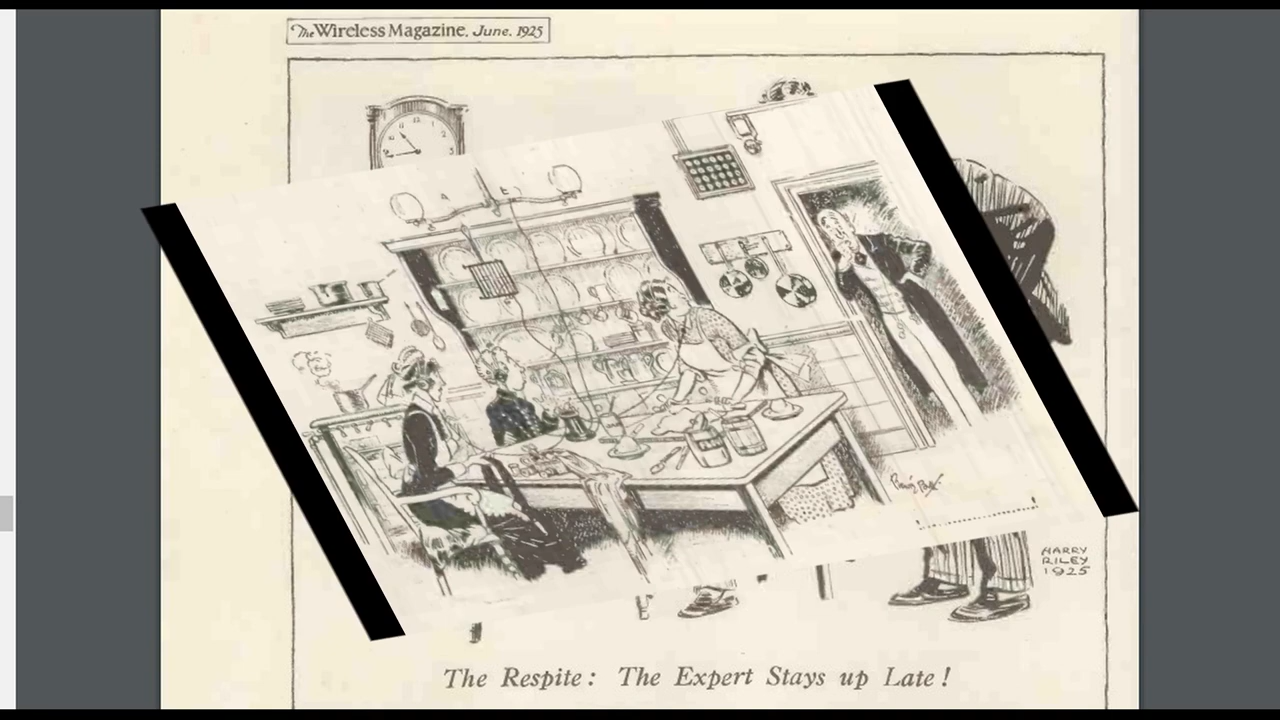 The Wireless Magazine, June, 1925
HARRY
RILEY
1925
The Respite: The Expert Stays up Late!